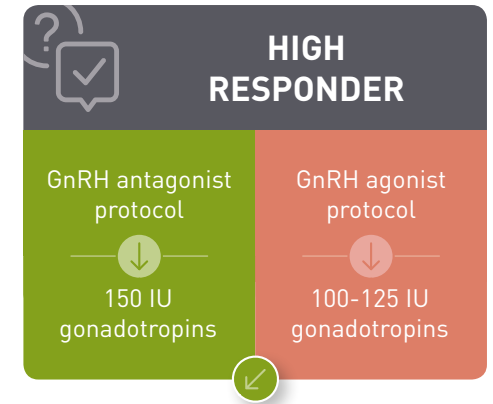 ?
HIGH
RESPONDER
GnRH antagonist
protocol
150 IU
gonadotropins
GnRH agonist
protocol
100-125 IU
gonadotropins